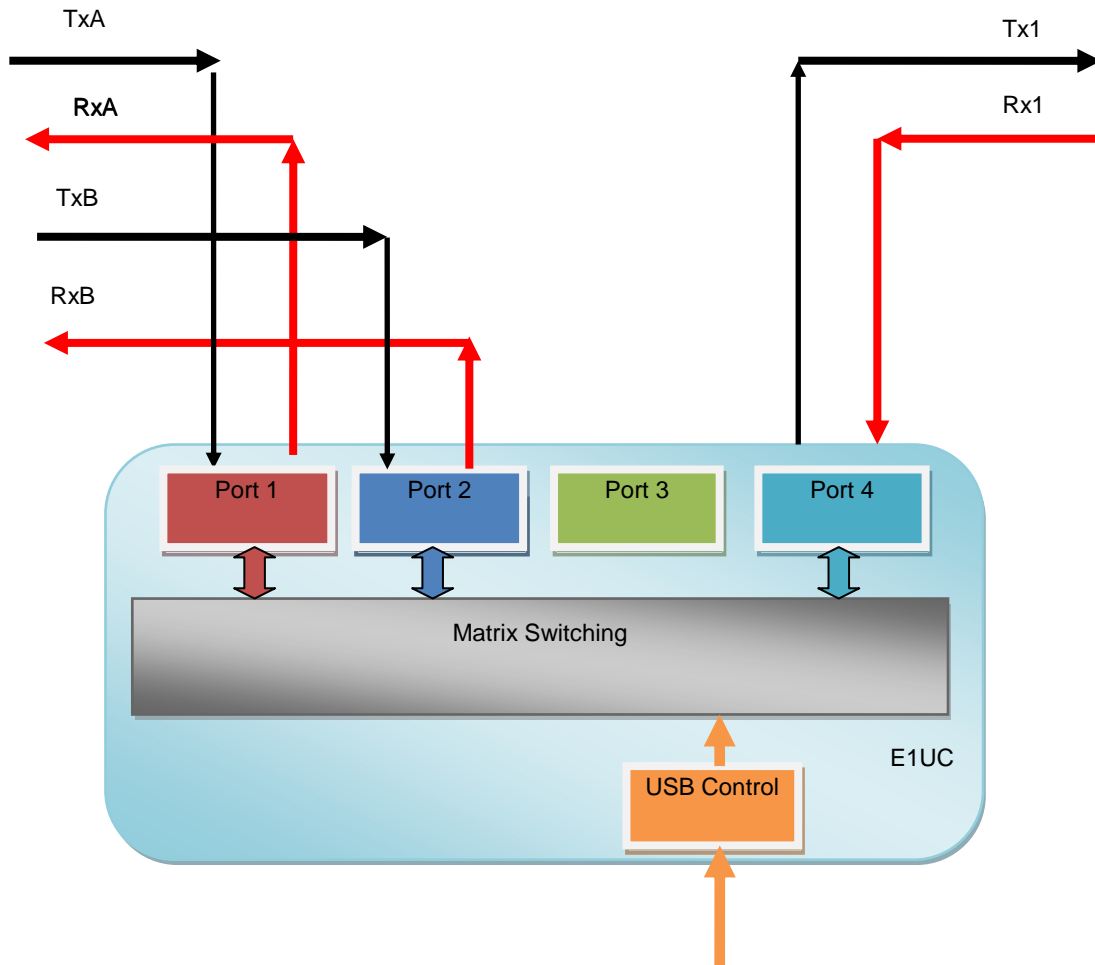 TxA
Tx1
RxA
Rx1
TxB
RxB
Port 1
Port 2
Port 3
Port 4
Matrix Switching
E1UC
USB Control